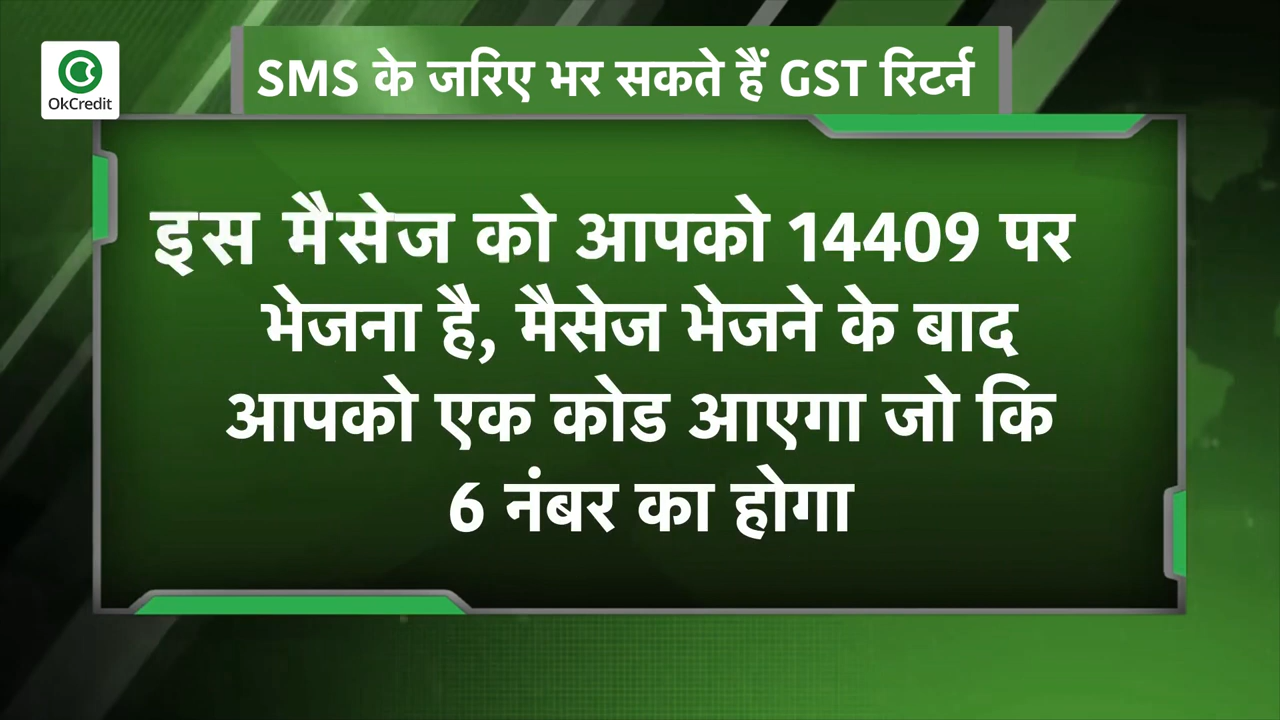 OkCredit
SMS के जरिए भर सकते हैं GST रिटर्न
इस मैसेज को आपको 14409 पर
भेजना है, मैसेज भेजने के बाद
आपको एक कोड आएगा जो कि
6 नंबर का होगा